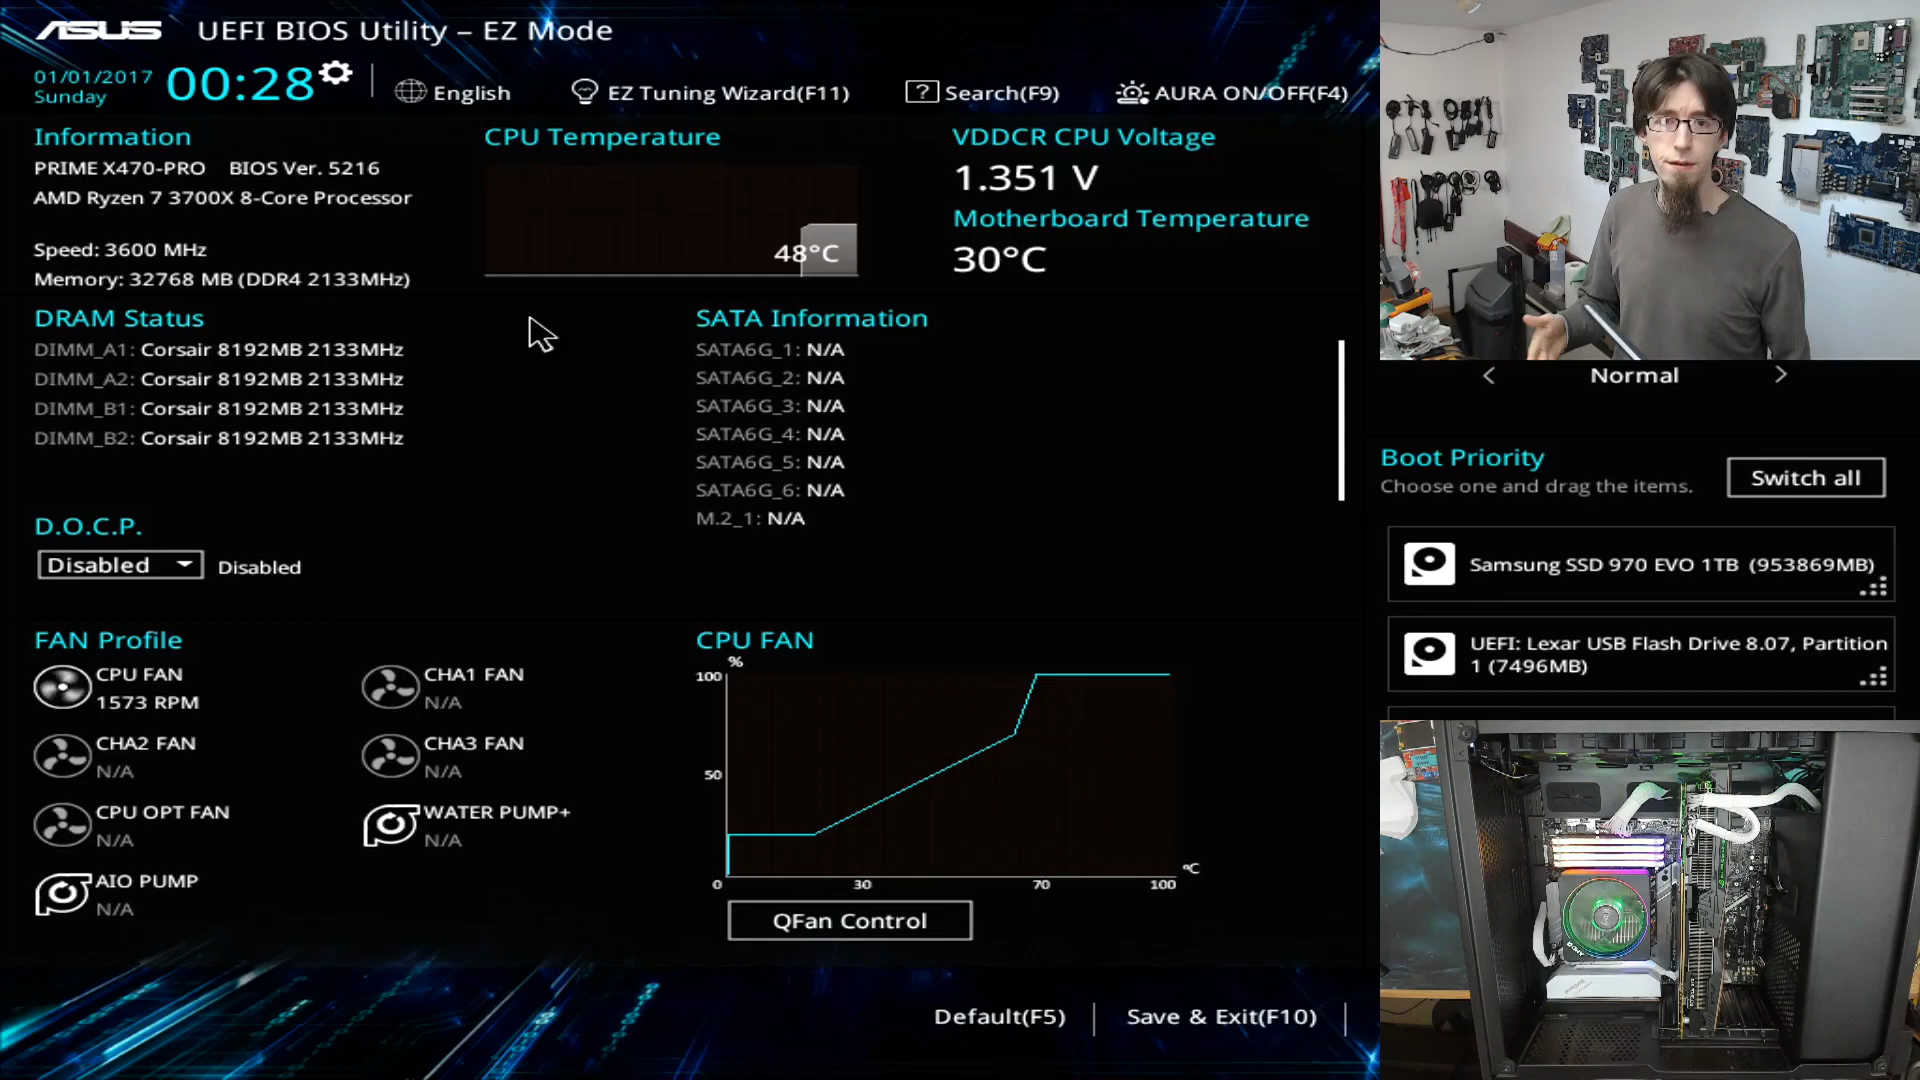 ASUS UEFI BIOS Utility – EZ Mode
01/01/2017
Sunday
00:28
English
EZ Tuning Wizard(F11)
? Search(F9)
AURA ON/OFF(F4)
Information
PRIME X470-PRO BIOS Ver. 5216
AMD Ryzen 7 3700X 8-Core Processor
Speed: 3600 MHz
Memory: 32768 MB (DDR4 2133MHz)
CPU Temperature
48°C
VDDCR CPU Voltage
1.351 V
Motherboard Temperature
30°C
DRAM Status
DIMM_A1: Corsair 8192MB 2133MHz
DIMM_A2: Corsair 8192MB 2133MHz
DIMM_B1: Corsair 8192MB 2133MHz
DIMM_B2: Corsair 8192MB 2133MHz
SATA Information
SATA6G_1: N/A
SATA6G_2: N/A
SATA6G_3: N/A
SATA6G_4: N/A
SATA6G_5: N/A
SATA6G_6: N/A
M.2_1: N/A
D.O.C.P.
Disabled Disabled
FAN Profile
CPU FAN
1573 RPM
CHA1 FAN
N/A
CHA2 FAN
N/A
CHA3 FAN
N/A
CPU OPT FAN
N/A
WATER PUMP+
N/A
AIO PUMP
N/A
CPU FAN
%
100
50
0 30 70 100
°C
QFan Control
< Normal >
Boot Priority
Choose one and drag the items.
Switch all
Samsung SSD 970 EVO 1TB (953869MB)
UEFI: Lexar USB Flash Drive 8.07, Partition
1 (7496MB)
Default(F5)
Save & Exit(F10)